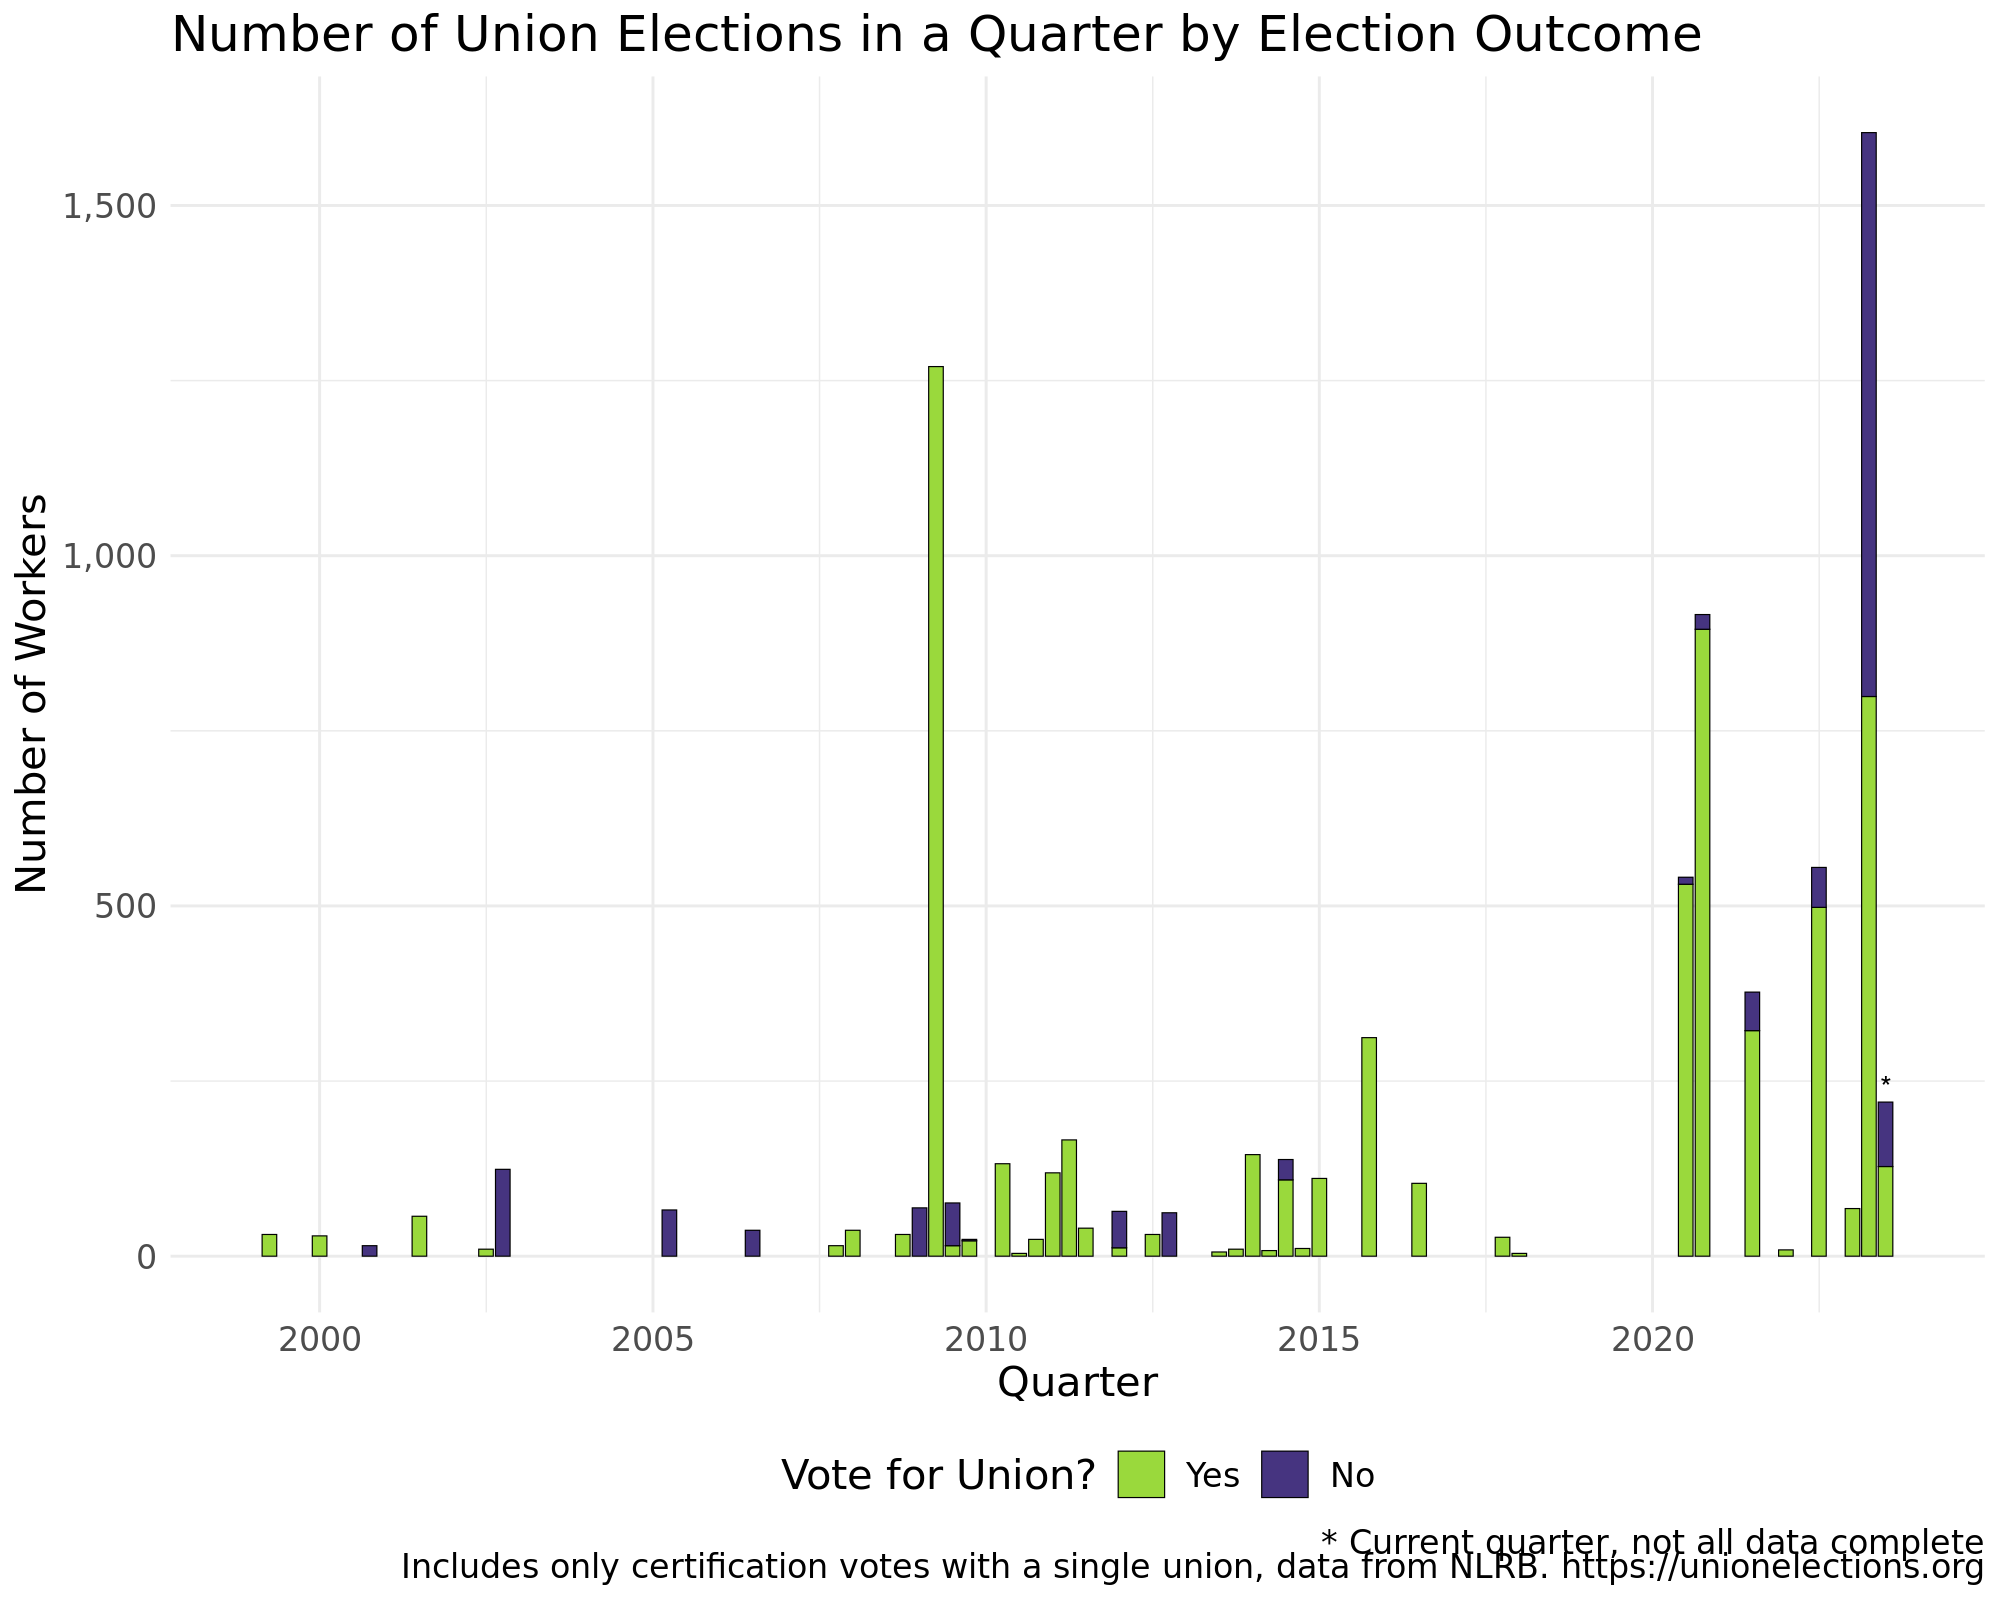 Number of Union Elections in a Quarter by Election Outcome
Number of Workers
1,500
1,000
500
0
*
2000 2005 2010 2015 2020
Quarter
Vote for Union? Yes No
* Current quarter, not all data complete
Includes only certification votes with a single union, data from NLRB. https://unionelections.org